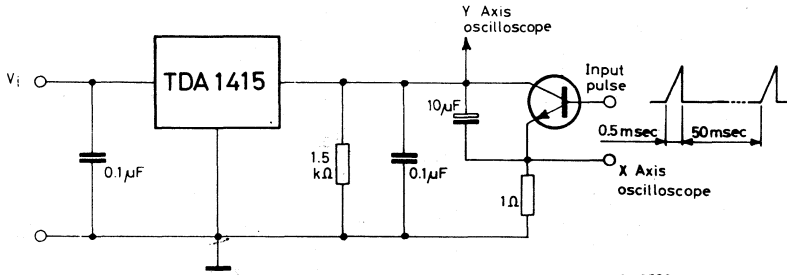 Y Axis
oscilloscope
Vi
TDA 1415
Input
pulse
10µF
0.5 msec
50 msec
0.1µF
1.5
kΩ
0.1µF
1Ω
X Axis
oscilloscope